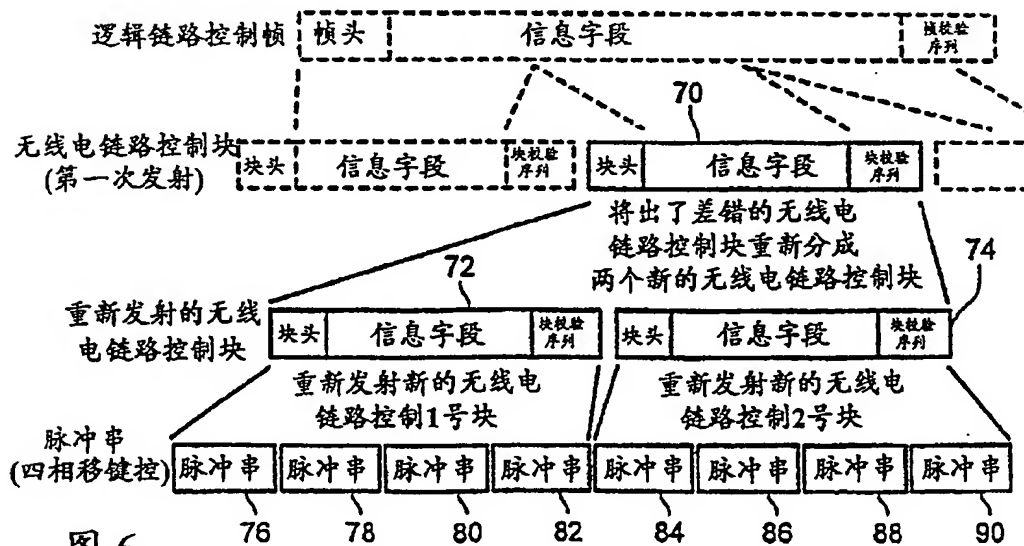 逻辑链路控制帧 帧头 信息字段 帧校验
序列
70
无线电链路控制块
(第一次发射)
块头 信息字段 块校验
序列
块头 信息字段 块校验
序列
将出了差错的无线电
链路控制块重新分成
两个新的无线电链路控制块
72
74
重新发射的无线
电链路控制块
块头 信息字段 块校验
序列
块头 信息字段 块校验
序列
重新发射新的无线电
链路控制1号块
重新发射新的无线电
链路控制2号块
脉冲串
(四相移键控)
脉冲串 脉冲串 脉冲串 脉冲串 脉冲串 脉冲串 脉冲串 脉冲串
76 78 80 82 84 86 88 90
图 6